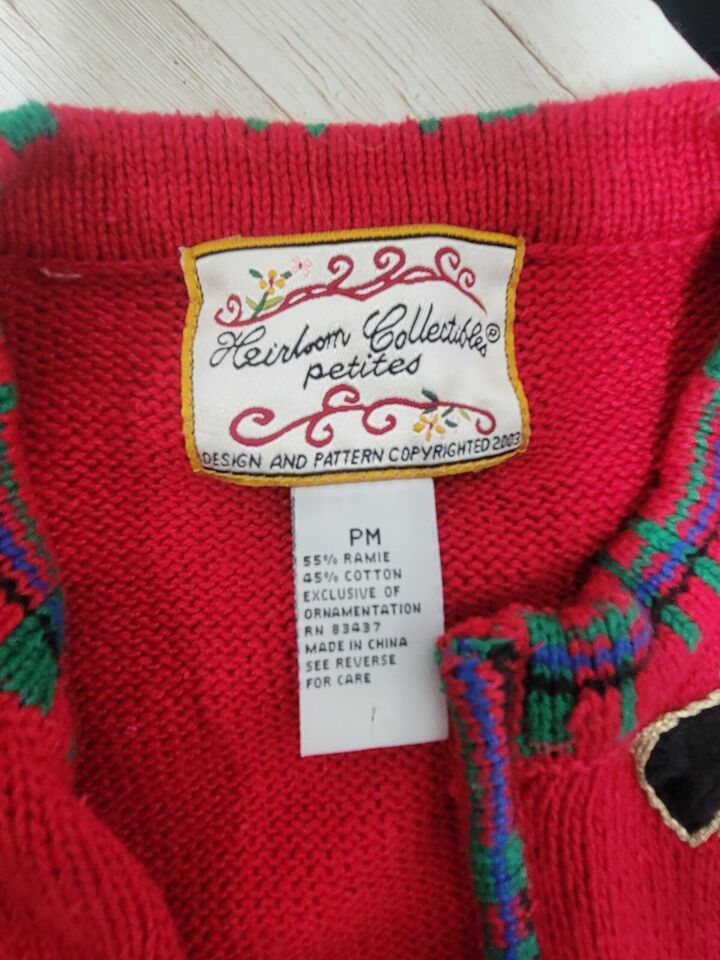 Heirloom Collectibles®
petites
DESIGN AND PATTERN COPYRIGHTED 2003
PM
55% RAMIE
45% COTTON
EXCLUSIVE OF
ORNAMENTATION
RN 83437
MADE IN CHINA
SEE REVERSE
FOR CARE